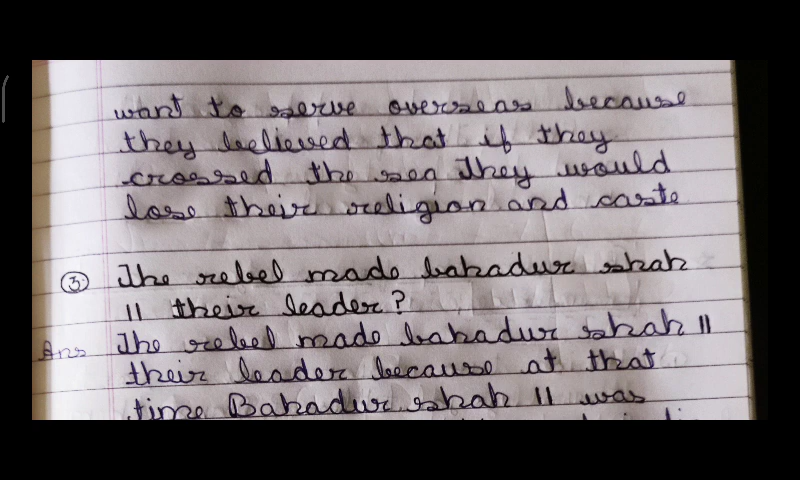 want to serve overseas because
they believed that if they
crossed the sea They would
lose their religion and caste
③ The rebel made bahadur shah
II their leader?
Ans The rebel made bahadur shah II
their leader because at that
time Bahadur shah II was